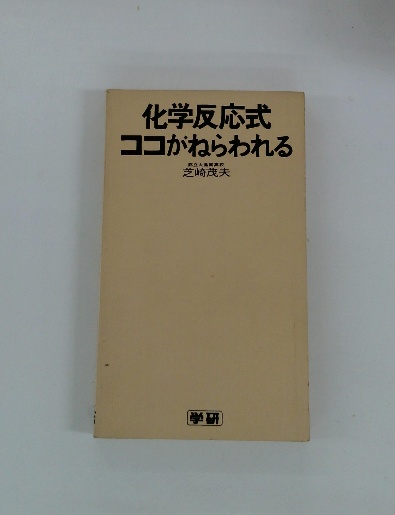 化学反応式
ココがねらわれる
芝崎茂夫
学研